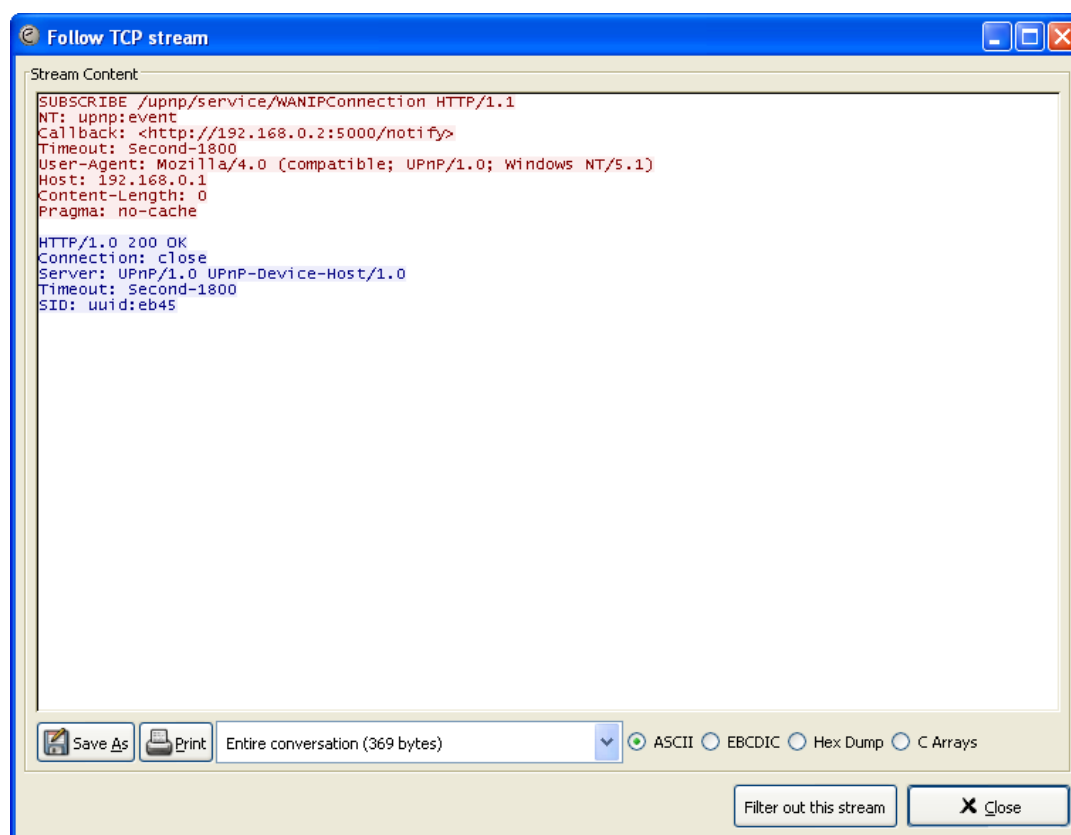 Follow TCP stream
Stream Content
SUBSCRIBE /upnp/service/WANIPConnection HTTP/1.1
NT: upnp:event
Callback: <http://192.168.0.2:5000/notify>
Timeout: Second-1800
User-Agent: Mozilla/4.0 (compatible; UPnP/1.0; Windows NT/5.1)
Host: 192.168.0.1
Content-Length: 0
Pragma: no-cache
HTTP/1.0 200 OK
Connection: close
Server: UPnP/1.0 UPnP-Device-Host/1.0
Timeout: Second-1800
SID: uuid:eb45
Save As Print Entire conversation (369 bytes) ASCII EBCDIC Hex Dump C Arrays
Filter out this stream Close